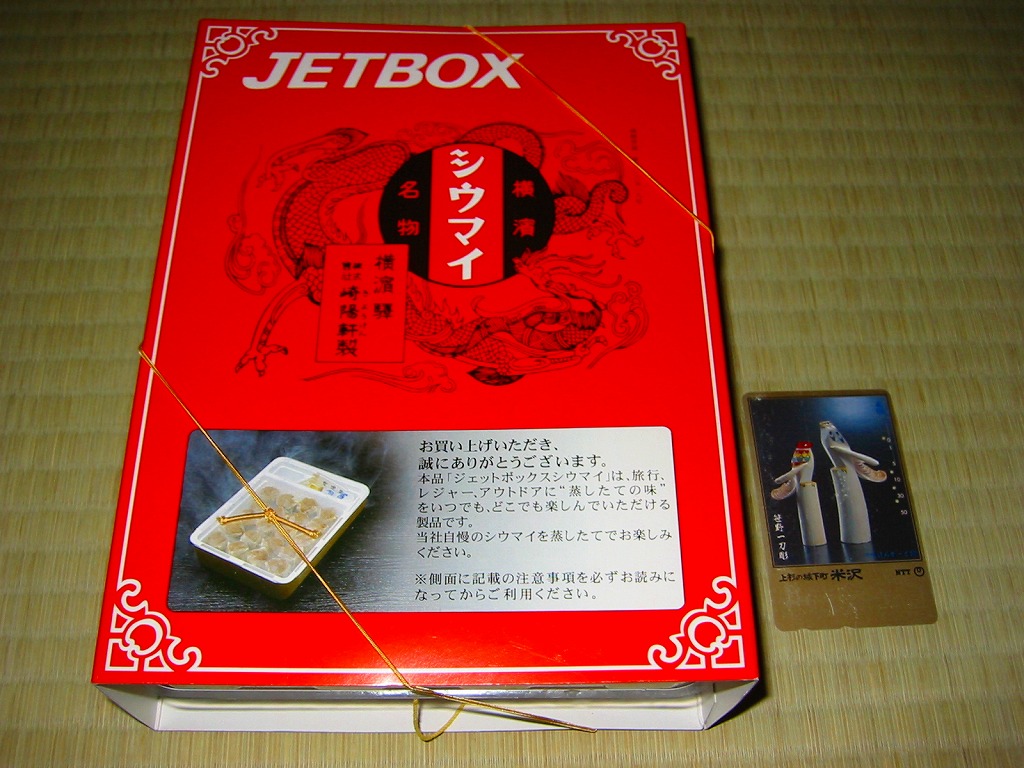 JETBOX
シウマイ
横濱
名物
横濱驛
崎陽軒製
お買い上げいただき、
誠にありがとうございます。
本品「ジェットボックスシウマイ」は、旅行、
レジャー、アウトドアに“蒸したての味”
をいつでも、どこでも楽しんでいただける
製品です。
当社自慢のシウマイを蒸したてでお楽しみ
ください。
※側面に記載の注意事項を必ずお読みに
なってからご利用ください。
笹野一刀彫
上杉の城下町 米沢
NTT
10
30
50